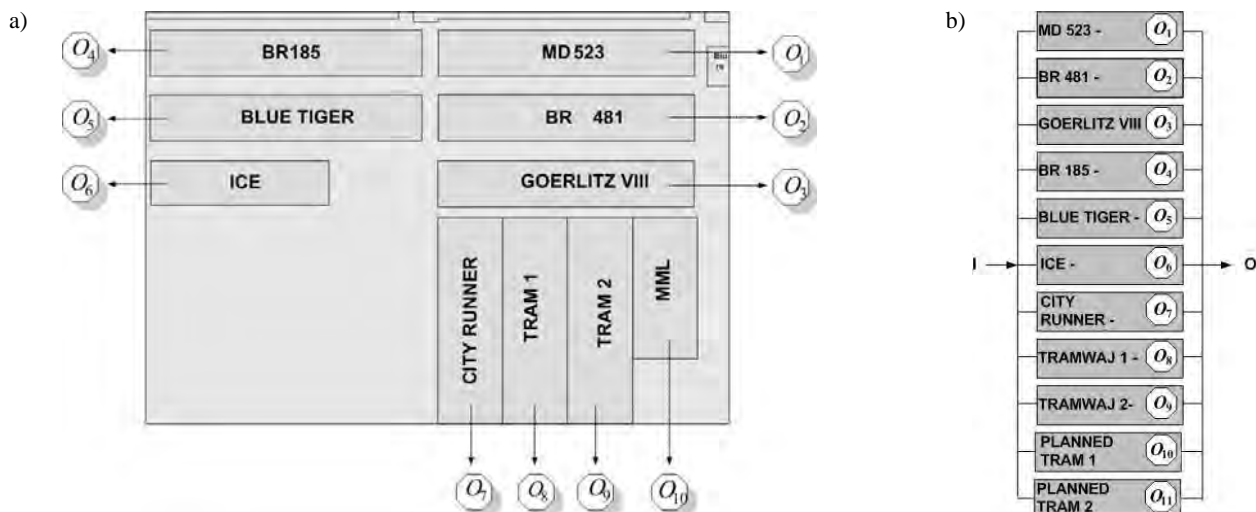 a)
O4
BR185
MD 523
O1
O5
BLUE TIGER
BR 481
O2
O6
ICE
GOERLITZ VIII
O3
CITY RUNNER
TRAM 1
TRAM 2
MML
O7
O8
O9
O10
b)
MD 523 - O1
BR 481 - O2
GOERLITZ VIII O3
BR 185 - O4
BLUE TIGER - O5
I
ICE - O6
O
CITY
RUNNER - O7
TRAMWAJ 1 - O8
TRAMWAJ 2- O9
PLANNED
TRAM 1 O10
PLANNED
TRAM 2 O11